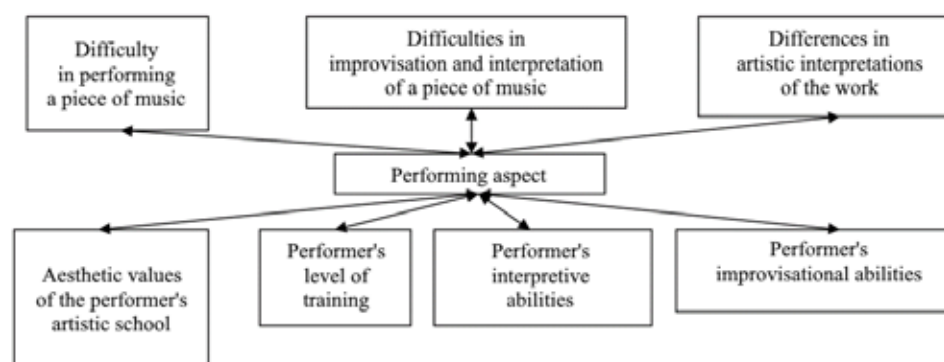 Difficulty
in performing
a piece of music
Difficulties in
improvisation and interpretation
of a piece of music
Differences in
artistic interpretations
of the work
Performing aspect
Aesthetic values
of the performer's
artistic school
Performer's
level of
training
Performer's
interpretive
abilities
Performer's
improvisational abilities